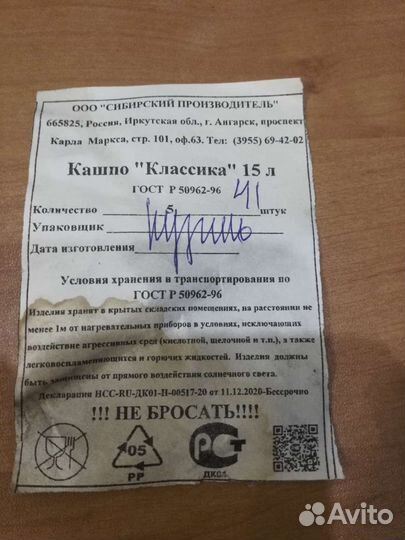 ООО "СИБИРСКИЙ ПРОИЗВОДИТЕЛЬ"
665825, Россия, Иркутская обл., г. Ангарск, проспект
Карла Маркса, стр. 101, оф.63. Тел: (3955) 69-42-02
Кашпо "Классика" 15 л
ГОСТ Р 50962-96
Количество 5 41 штук
Упаковщик
Дата изготовления
Условия хранения и транспортирования по
ГОСТ Р 50962-96
Изделия хранят в крытых складских помещениях, на расстоянии не
менее 1м от нагревательных приборов в условиях, исключающих
воздействие агрессивных сред (кислотной, щелочной и т.п.), а также
легковоспламеняющихся и горючих жидкостей. Изделия должны
быть защищены от прямого воздействия солнечного света.
Декларация НСС-RU-ДК01-Н-00517-20 от 11.12.2020-Бессрочно
!!! НЕ БРОСАТЬ!!!!
05
PP
РСТ
ДК01
Avito